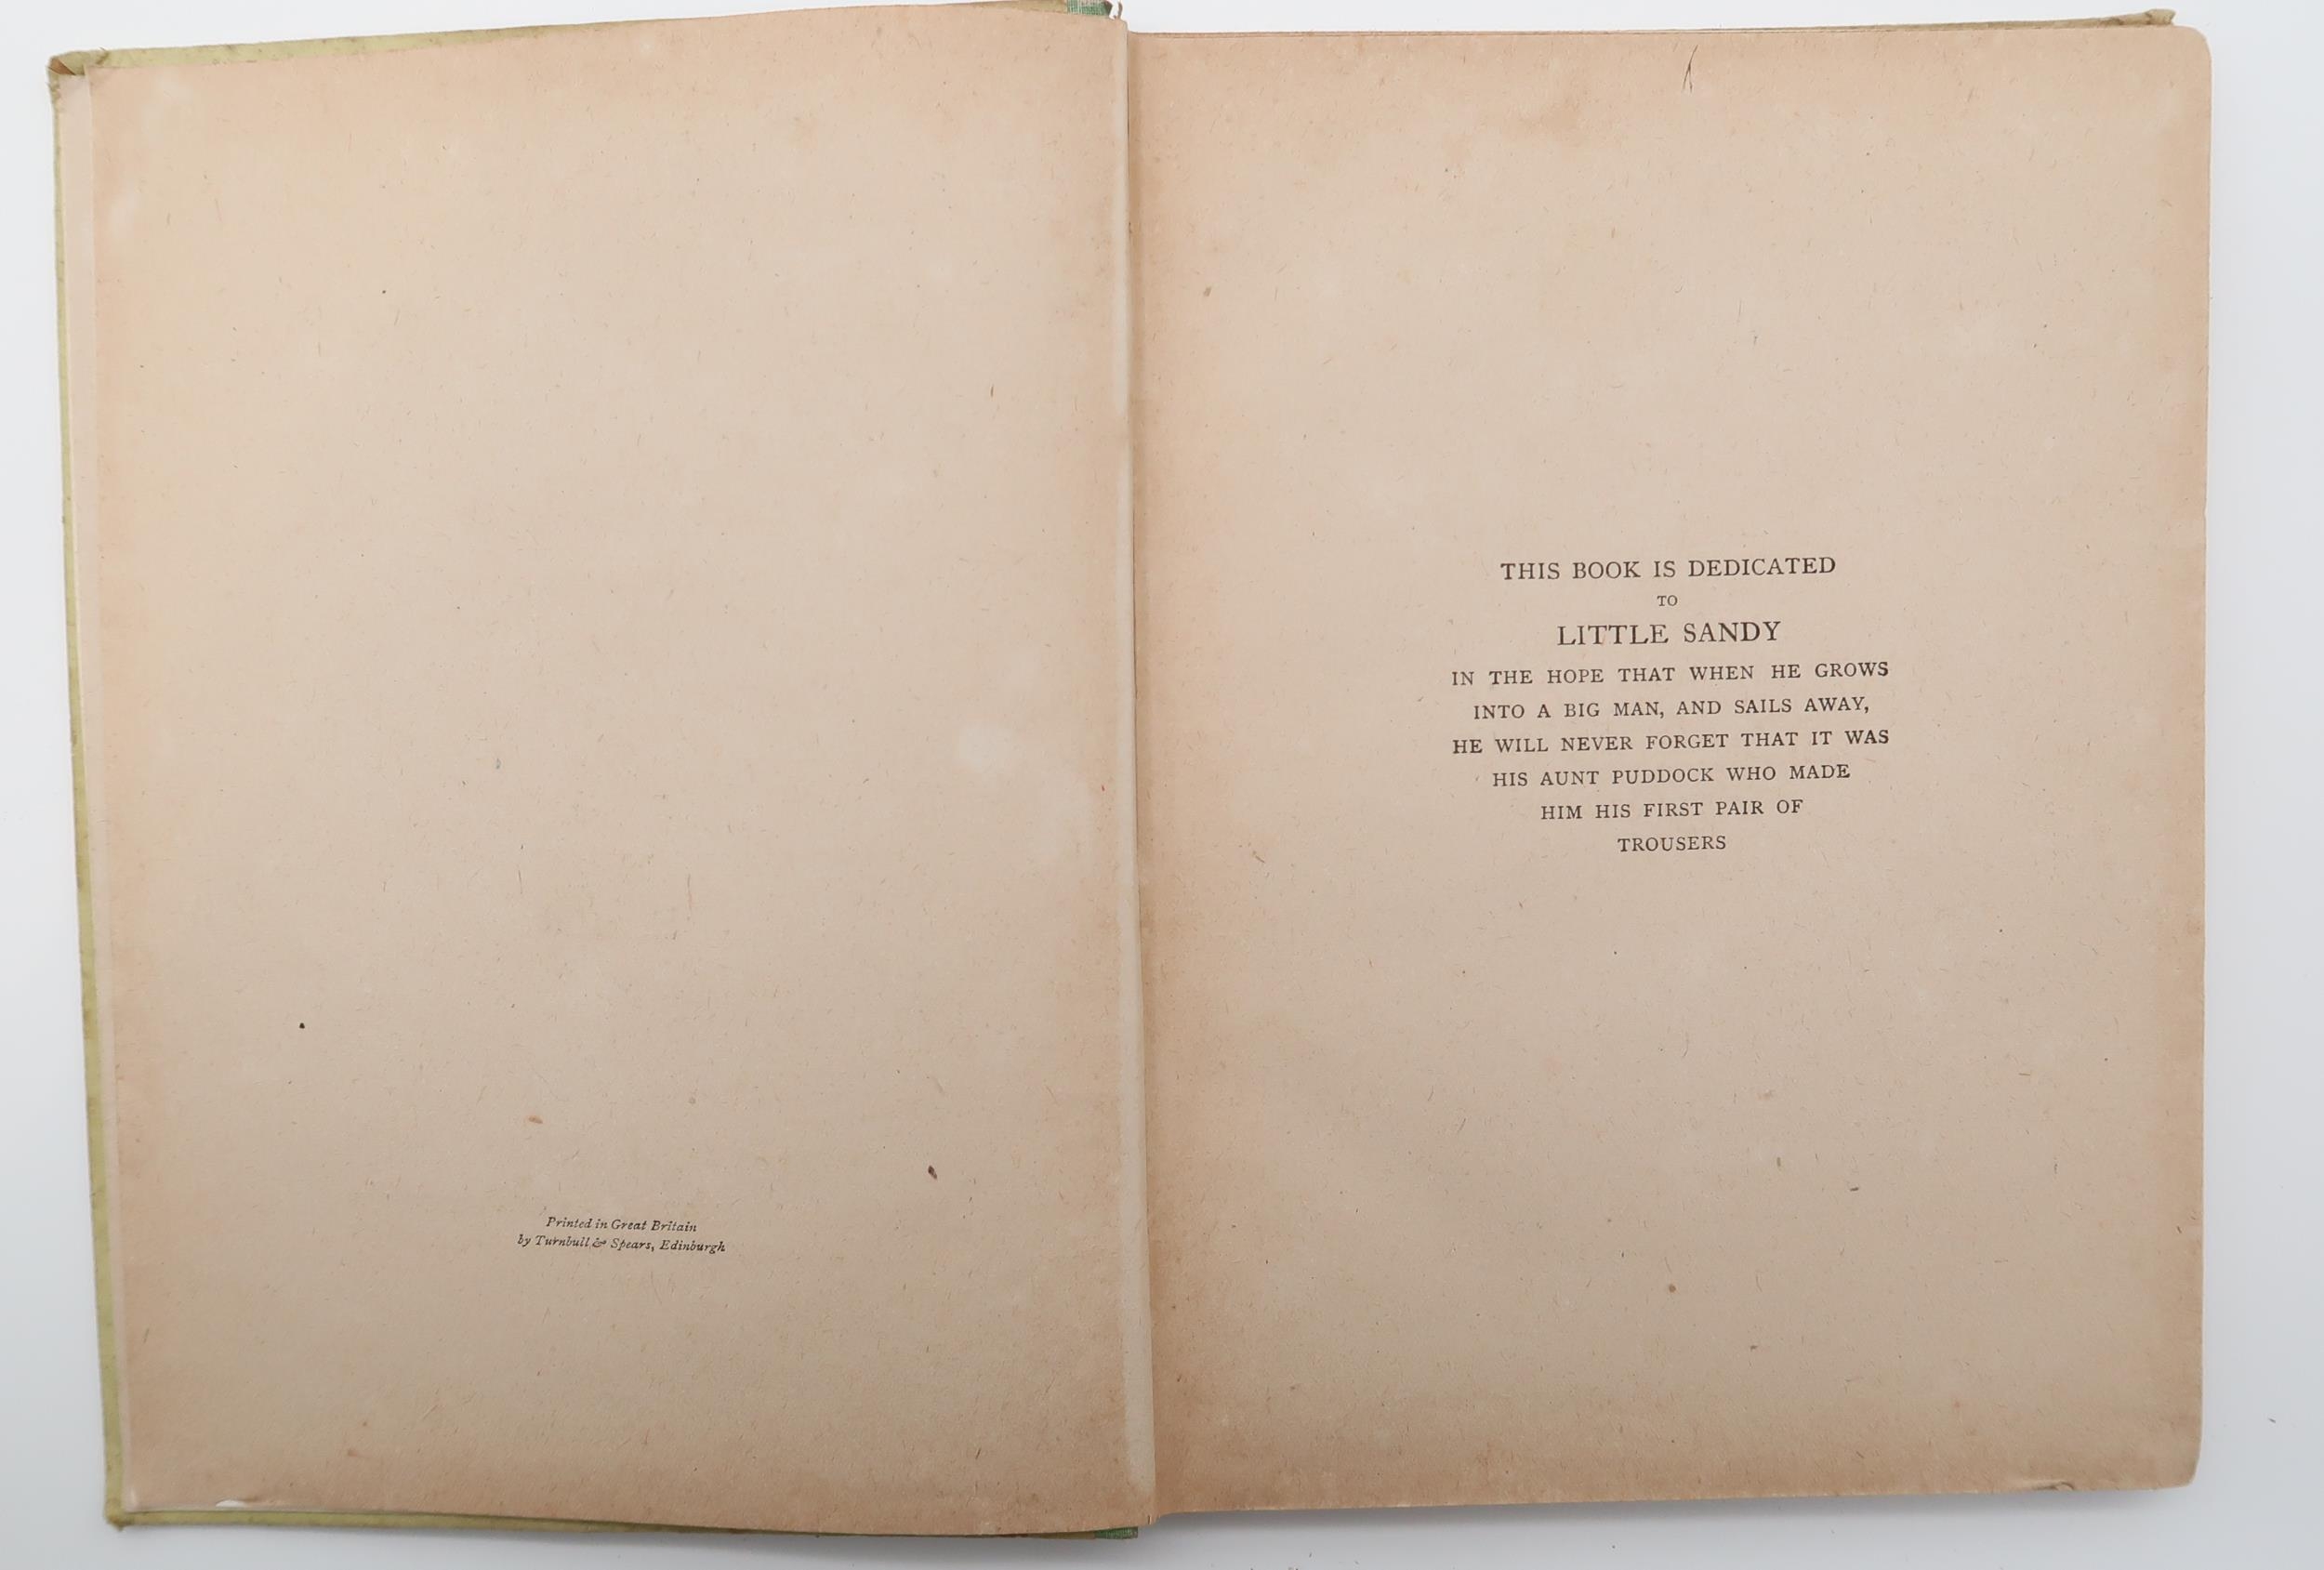 Printed in Great Britain
by Turnbull & Spears, Edinburgh
THIS BOOK IS DEDICATED
TO
LITTLE SANDY
IN THE HOPE THAT WHEN HE GROWS
INTO A BIG MAN, AND SAILS AWAY,
HE WILL NEVER FORGET THAT IT WAS
HIS AUNT PUDDOCK WHO MADE
HIM HIS FIRST PAIR OF
TROUSERS